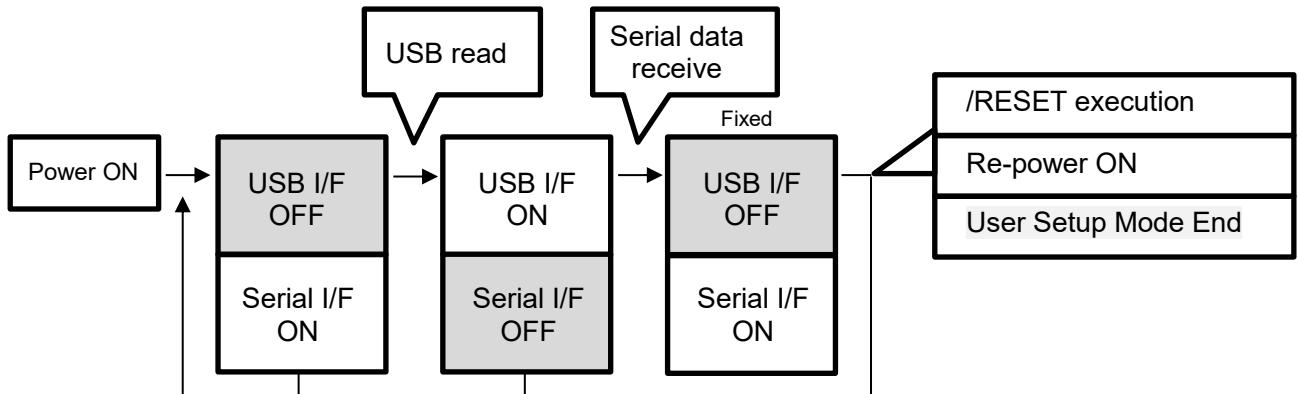 USB read
Serial data
receive
/RESET execution
Fixed
Power ON
USB I/F
OFF
USB I/F
ON
USB I/F
OFF
Re-power ON
User Setup Mode End
Serial I/F
ON
Serial I/F
OFF
Serial I/F
ON